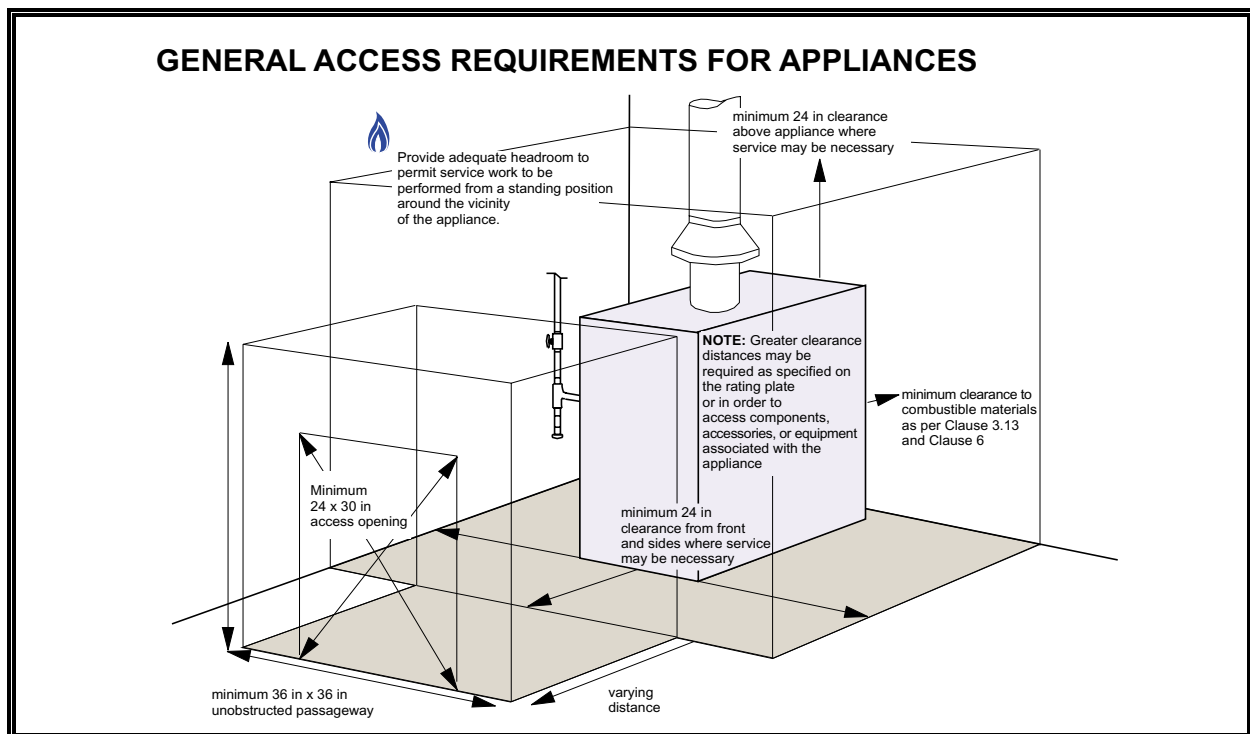 GENERAL ACCESS REQUIREMENTS FOR APPLIANCES
minimum 24 in clearance
above appliance where
service may be necessary
Provide adequate headroom to
permit service work to be
performed from a standing position
around the vicinity
of the appliance.
NOTE: Greater clearance
distances may be
required as specified on
the rating plate
or in order to
access components,
accessories, or equipment
associated with the
appliance
minimum clearance to
combustible materials
as per Clause 3.13
and Clause 6
Minimum
24 x 30 in
access opening
minimum 24 in
clearance from front
and sides where service
may be necessary
minimum 36 in x 36 in
unobstructed passageway
varying
distance